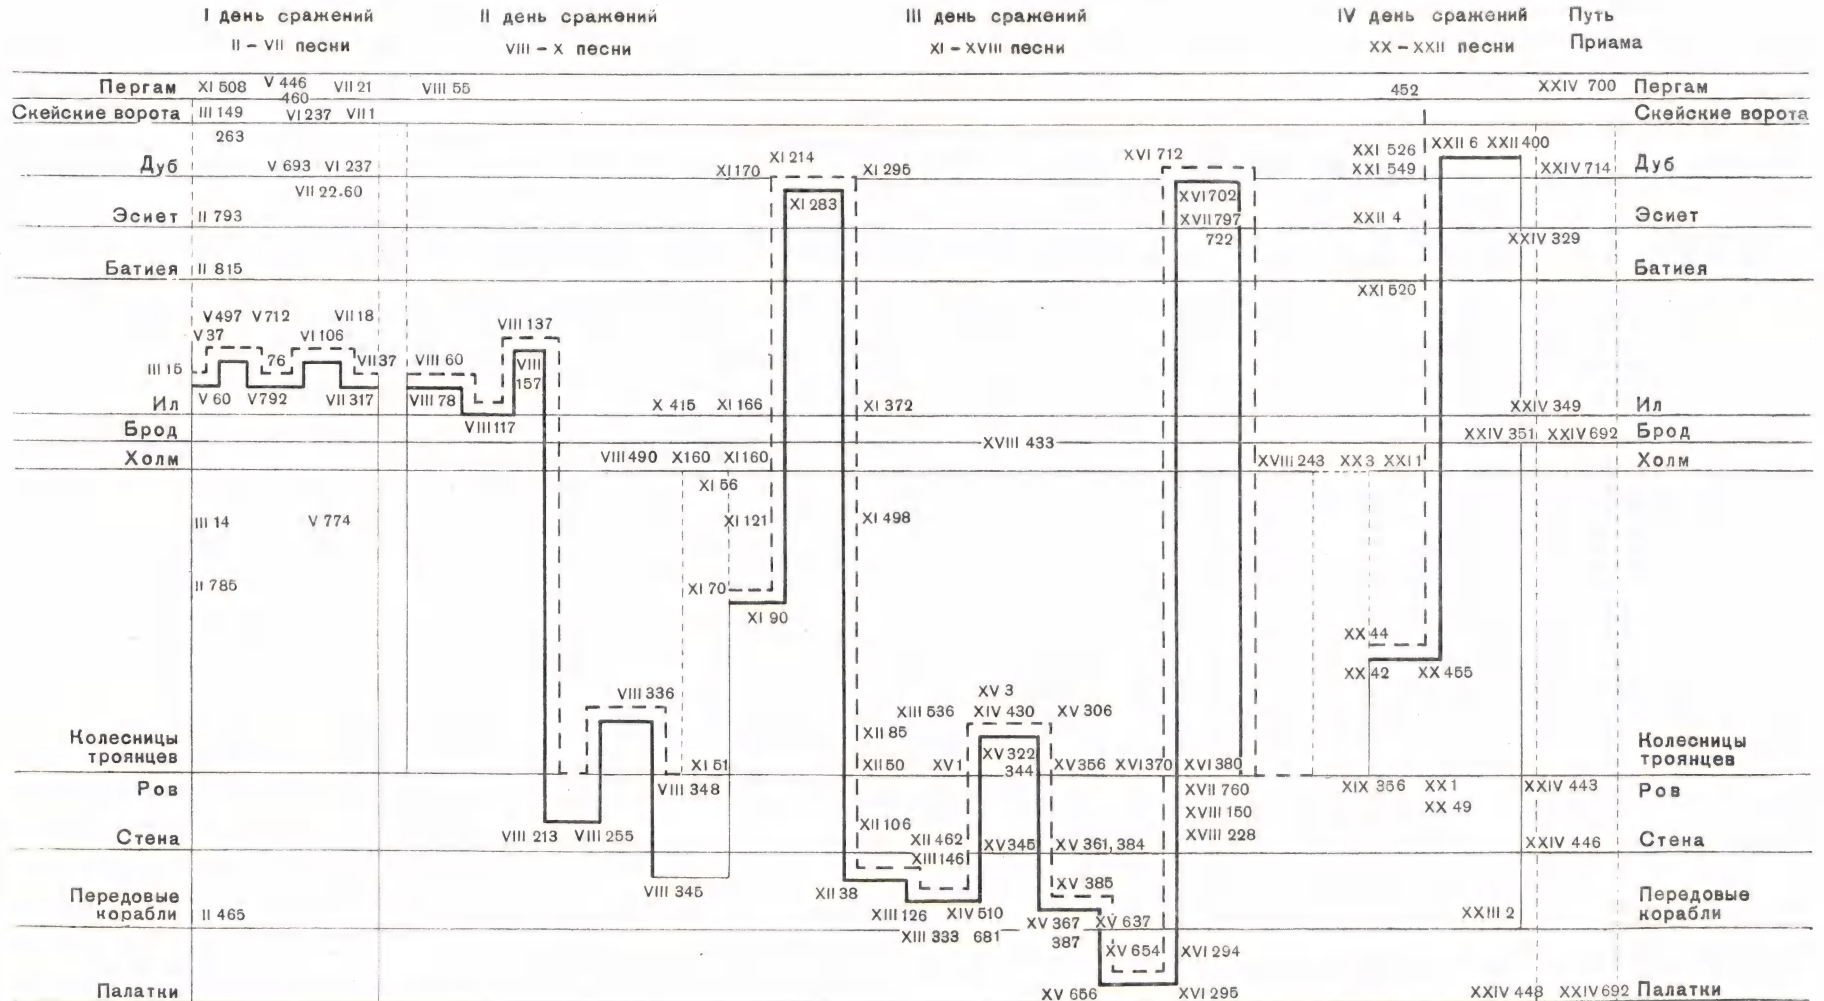 I день сражений II день сражений III день сражений IV день сражений Путь
II – VII песни VIII – X песни XI – XVIII песни XX – XXII песни Приама
Пергам XI 508 V 446 VII 21 VIII 55 452 XXIV 700 Пергам
460
Скейские ворота III 149 VI 237 VII 1 Скейские ворота
263 XXI 526 XXII 6 XXII 400
XI 214 XVI 712
Дуб V 693 VI 237 XI 170 XI 295 XXI 549 XXIV 714 Дуб
VII 22.60 XI 283 XVI 702
Эсиет II 793 XVII 797 XXII 4 Эсиет
722 XXIV 329
Батиея II 815 Батиея
XXI 520
V 497 V 712 VII 18 VIII 137
V 37 VI 106
III 15 76 VII 37 VIII 60 VIII
157
Ил V 60 V 792 VII 317 VIII 78 X 415 XI 166 XI 372 XXIV 349 Ил
Брод VIII 117 XVIII 433 XXIV 351 XXIV 692 Брод
Холм VIII 490 X 160 XI 160 XVIII 243 XX 3 XXI 1 Холм
XI 56
III 14 V 774 XI 121 XI 498
II 785 XI 70
XI 90
XX 44
XX 42 XX 455
VIII 336 XV 3
XIII 536 XIV 430 XV 306
Колесницы XII 85 Колесницы
троянцев XI 51 XII 50 XV 1 XV 322 XV 356 XVI 370 XVI 380 троянцев
344
Ров VIII 348 XVII 760 XIX 356 XX 1 XXIV 443 Ров
XVIII 150 XX 49
Стена VIII 213 VIII 255 XII 106 XII 462 XV 345 XV 361, 384 XVIII 228 XXIV 446 Стена
XIII 146
Передовые VIII 345 XII 38 XV 385 Передовые
корабли II 465 XIII 126 XIV 510 XV 367 XV 637 XXIII 2 корабли
XIII 333 681 387
XV 654 XVI 294
Палатки XV 656 XVI 295 XXIV 448 XXIV 692 Палатки